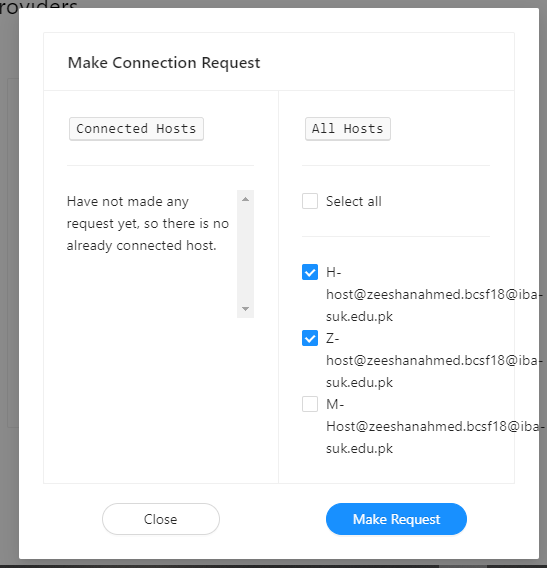 roviders
Make Connection Request
Connected Hosts
Have not made any
request yet, so there is no
already connected host.
All Hosts
Select all
H-
host@zeeshanahmed.bcsf18@iba-
suk.edu.pk
Z-
host@zeeshanahmed.bcsf18@iba-
suk.edu.pk
M-
Host@zeeshanahmed.bcsf18@iba-
suk.edu.pk
Close
Make Request